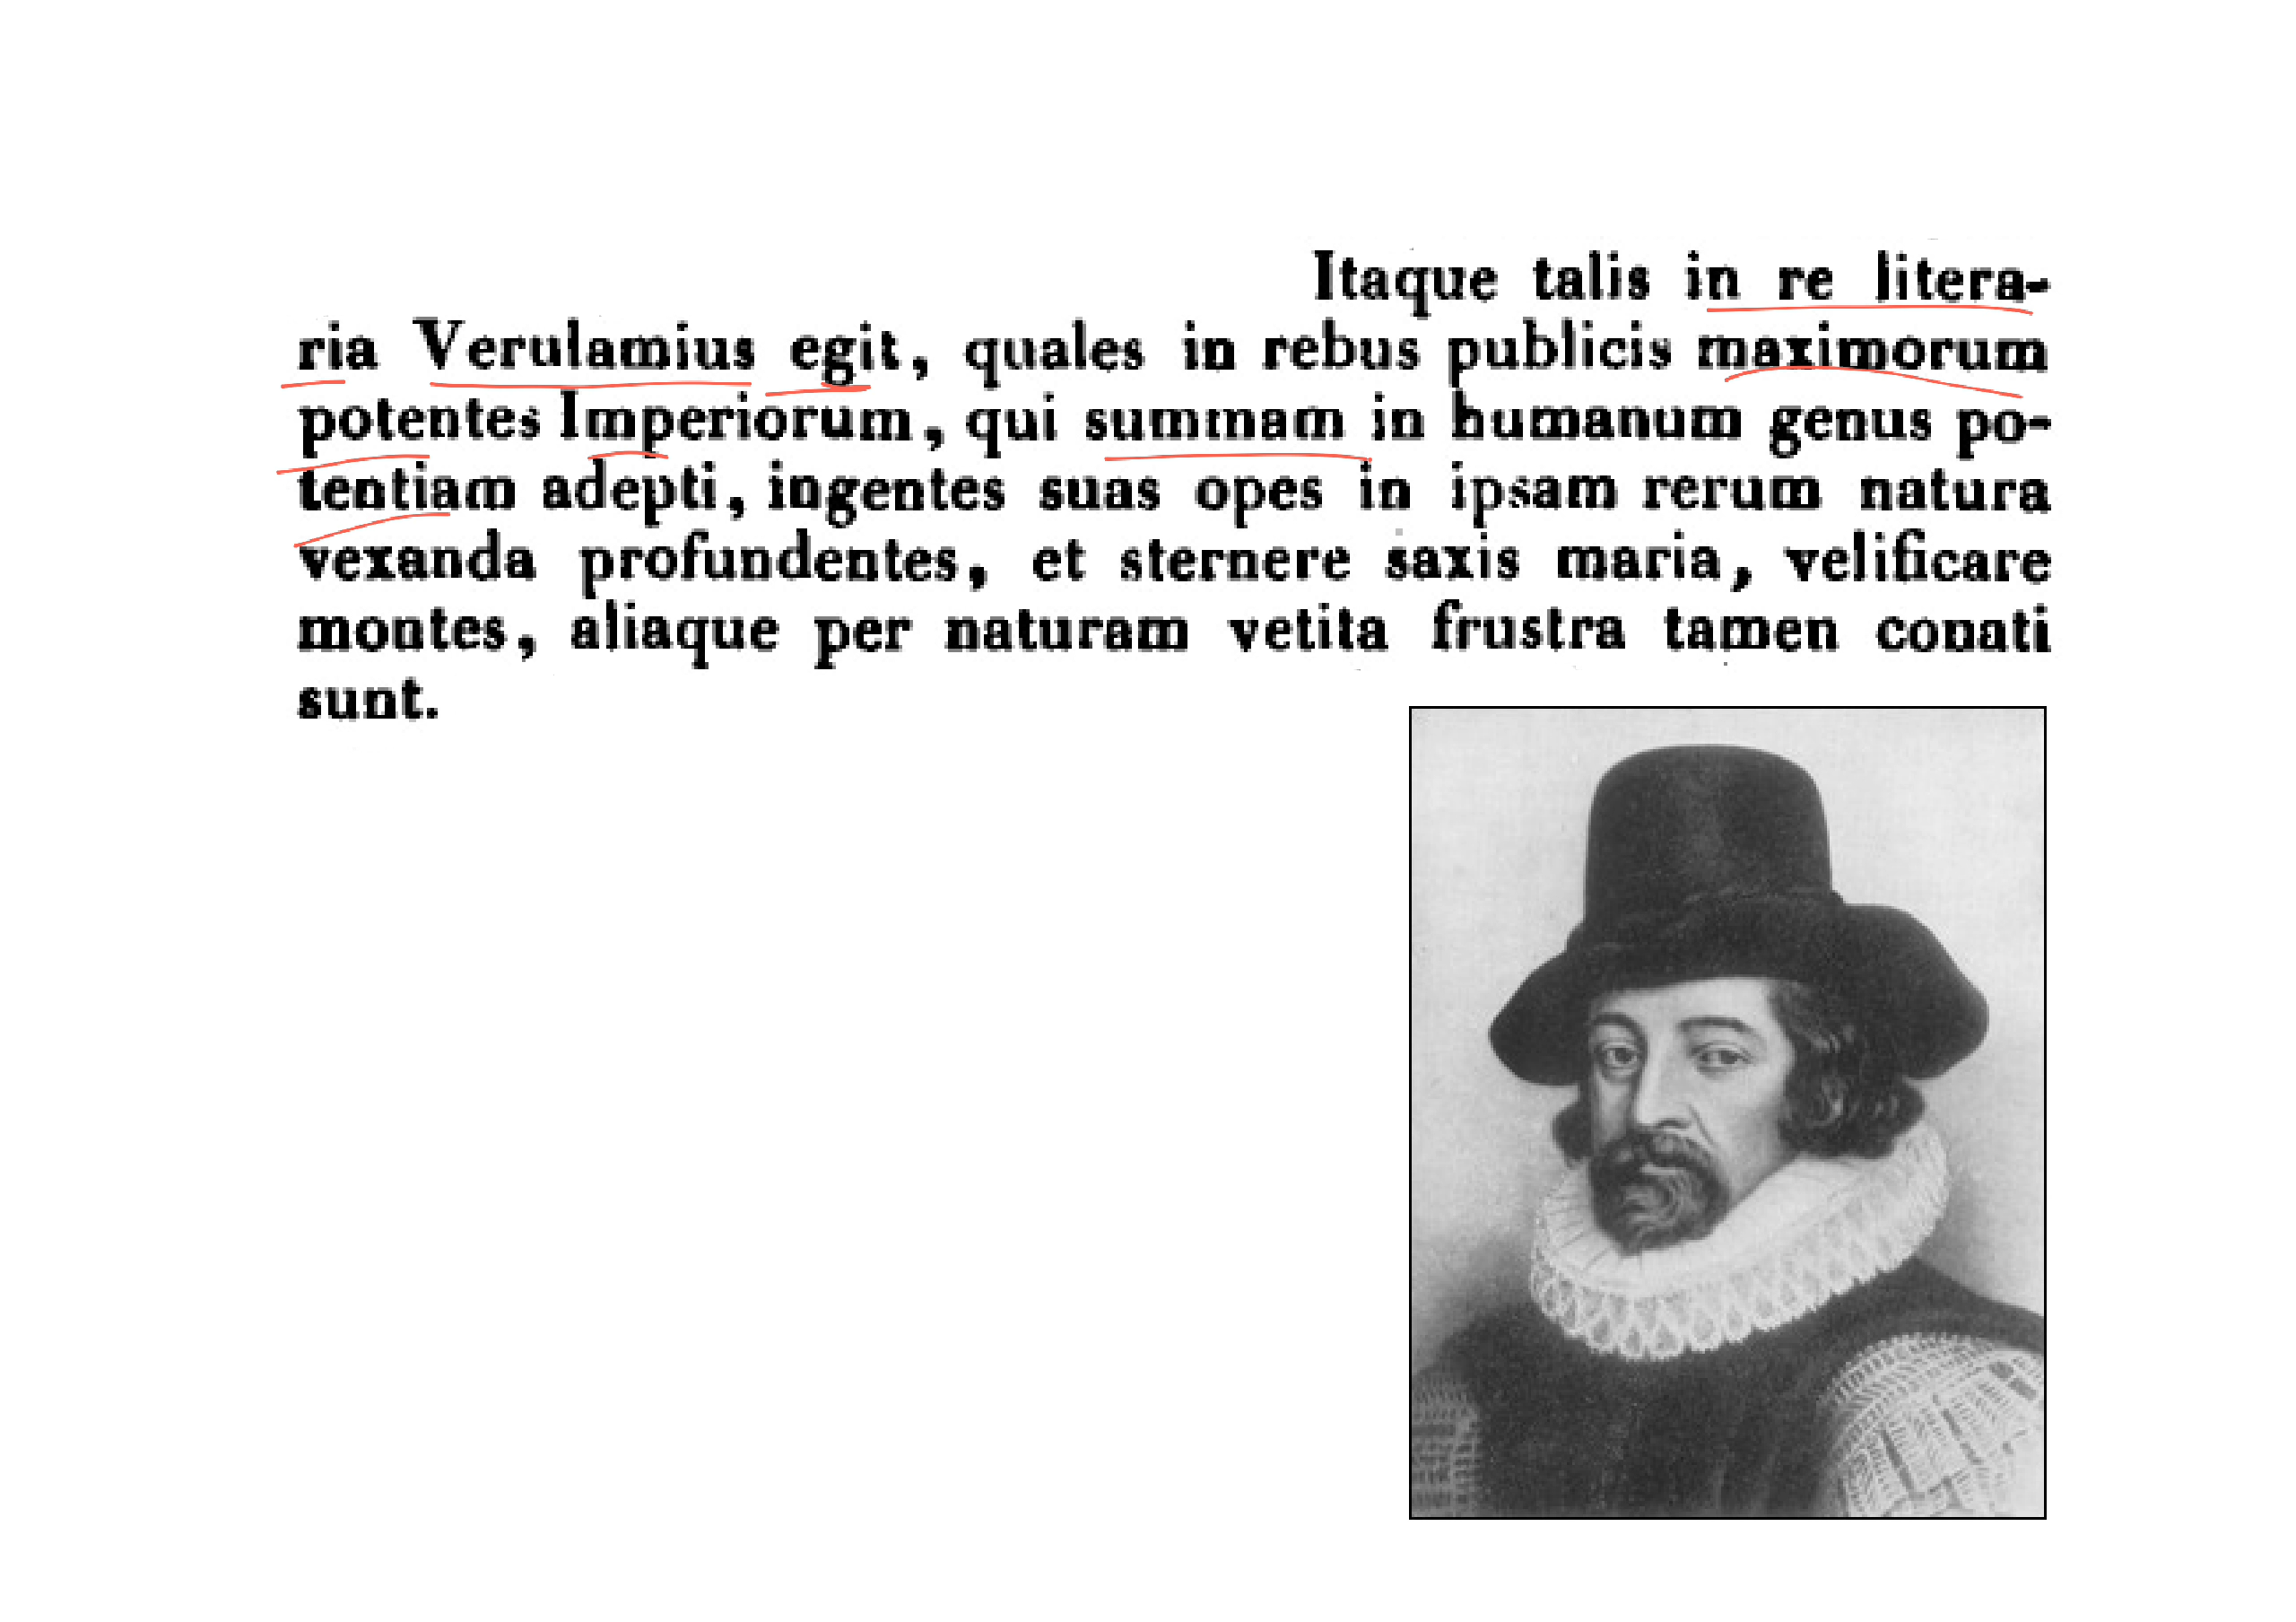 Itaque talis in re litera-
ria Verulamius egit, quales in rebus publicis maximorum
potentes Imperiorum, qui summam in humanum genus po-
tentiam adepti, ingentes suas opes in ipsam rerum natura
vexanda profundentes, et sternere saxis maria, velificare
montes, aliaque per naturam vetita frustra tamen conati
sunt.